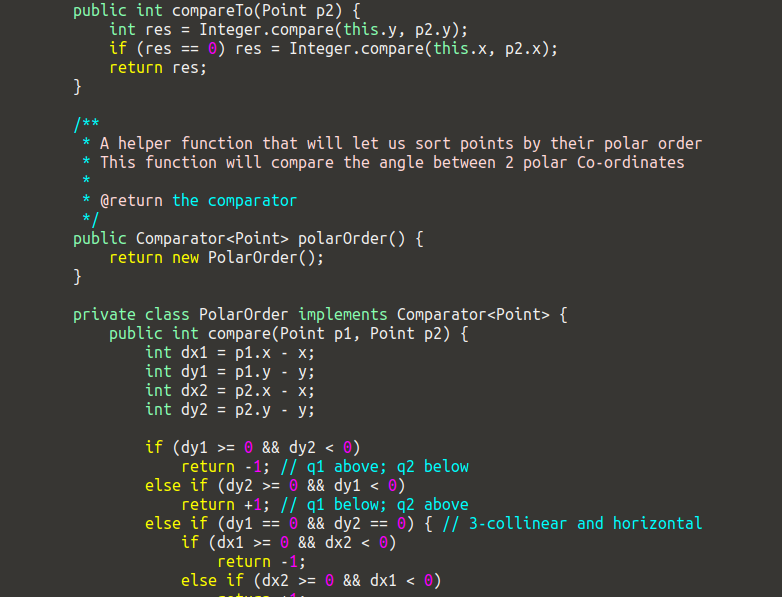 public int compareTo(Point p2) {
int res = Integer.compare(this.y, p2.y);
if (res == 0) res = Integer.compare(this.x, p2.x);
return res;
}
/**
* A helper function that will let us sort points by their polar order
* This function will compare the angle between 2 polar Co-ordinates
*
* @return the comparator
*/
public Comparator<Point> polarOrder() {
return new PolarOrder();
}
private class PolarOrder implements Comparator<Point> {
public int compare(Point p1, Point p2) {
int dx1 = p1.x - x;
int dy1 = p1.y - y;
int dx2 = p2.x - x;
int dy2 = p2.y - y;
if (dy1 >= 0 && dy2 < 0)
return -1; // q1 above; q2 below
else if (dy2 >= 0 && dy1 < 0)
return +1; // q1 below; q2 above
else if (dy1 == 0 && dy2 == 0) { // 3-collinear and horizontal
if (dx1 >= 0 && dx2 < 0)
return -1;
else if (dx2 >= 0 && dx1 < 0)